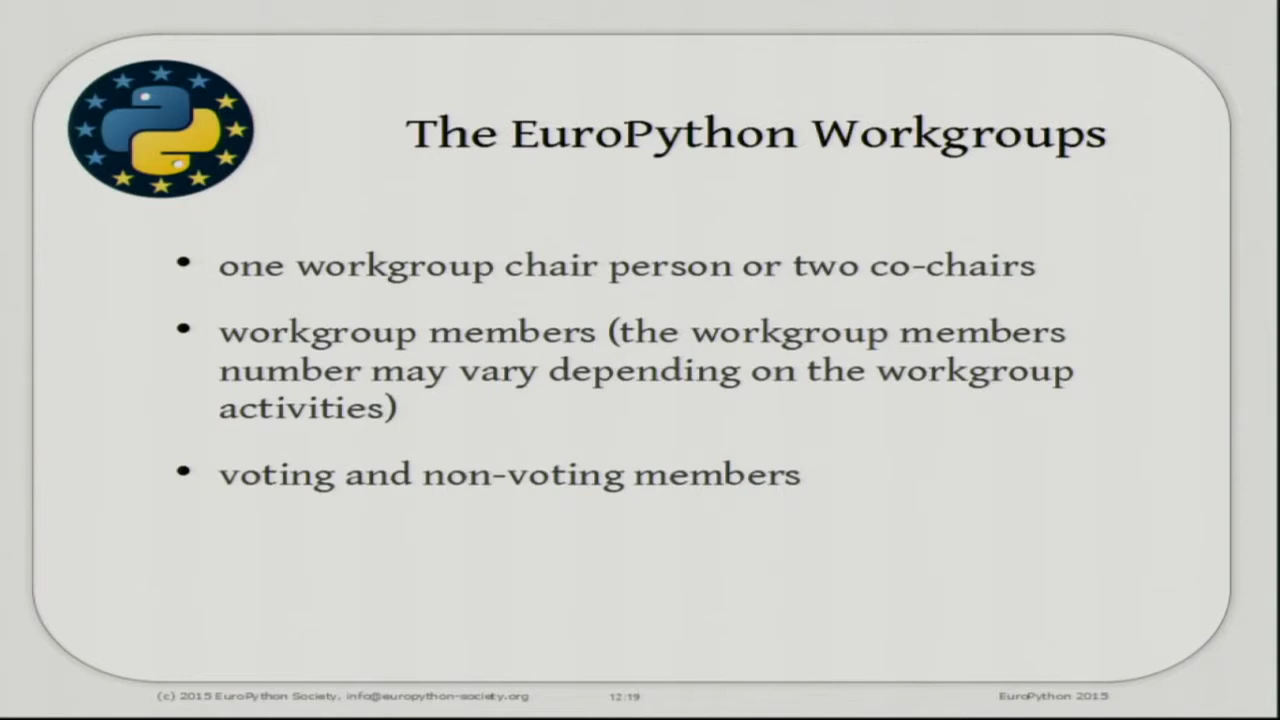 The EuroPython Workgroups
• one workgroup chair person or two co-chairs
• workgroup members (the workgroup members
number may vary depending on the workgroup
activities)
• voting and non-voting members
(c) 2015 EuroPython Society, info@europython-society.org
12:19
EuroPython 2015